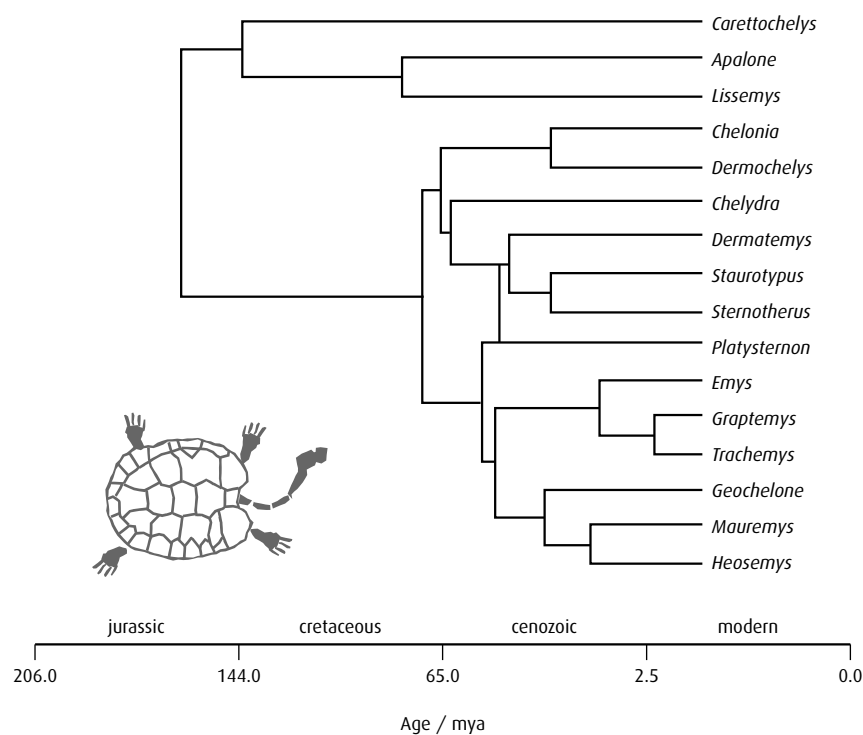 Carettochelys
Apalone
Lissemys
Chelonia
Dermochelys
Chelydra
Dermatemys
Staurotypus
Sternotherus
Platysternon
Emys
Graptemys
Trachemys
Geochelone
Mauremys
Heosemys
jurassic cretaceous cenozoic modern
206.0 144.0 65.0 2.5 0.0
Age / mya